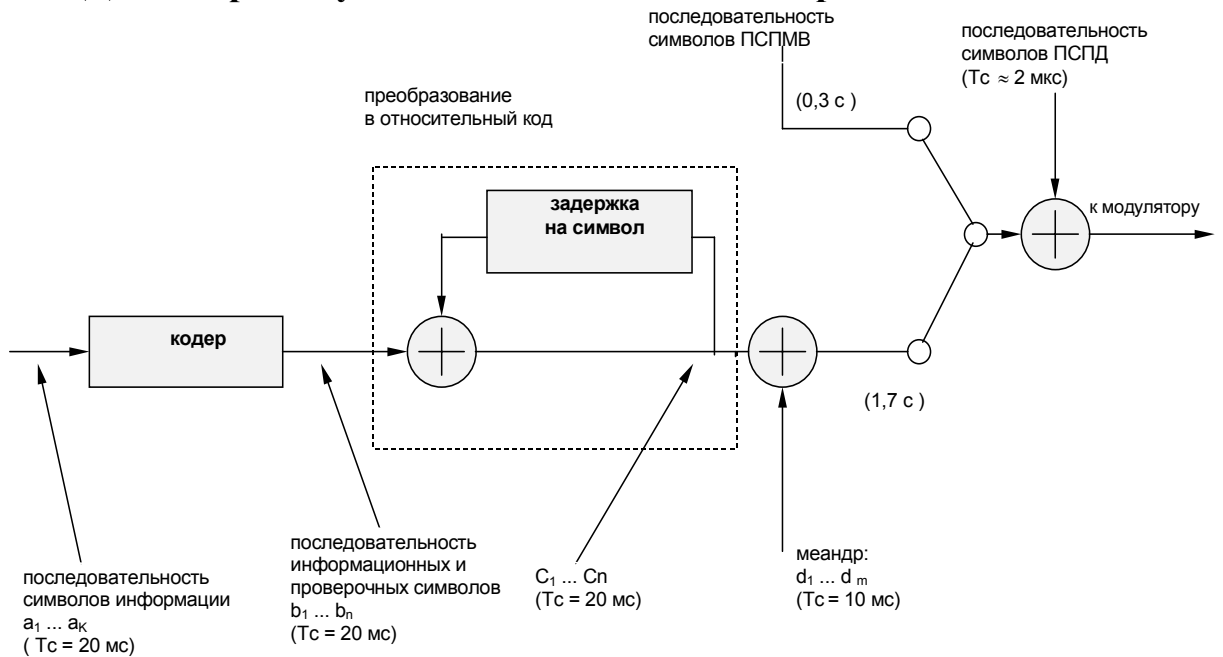 последовательность
символов ПСПМВ
последовательность
символов ПСПД
(Тс ≈ 2 мкс)
(0,3 с )
преобразование
в относительный код
задержка
на символ
к модулятору
кодер
(1,7 с )
последовательность
символов информации
a1 ... aK
( Тс = 20 мс)
последовательность
информационных и
проверочных символов
b1 ... bn
(Тс = 20 мс)
C1 ... Cn
(Тс = 20 мс)
меандр:
d1 ... d m
(Тс = 10 мс)